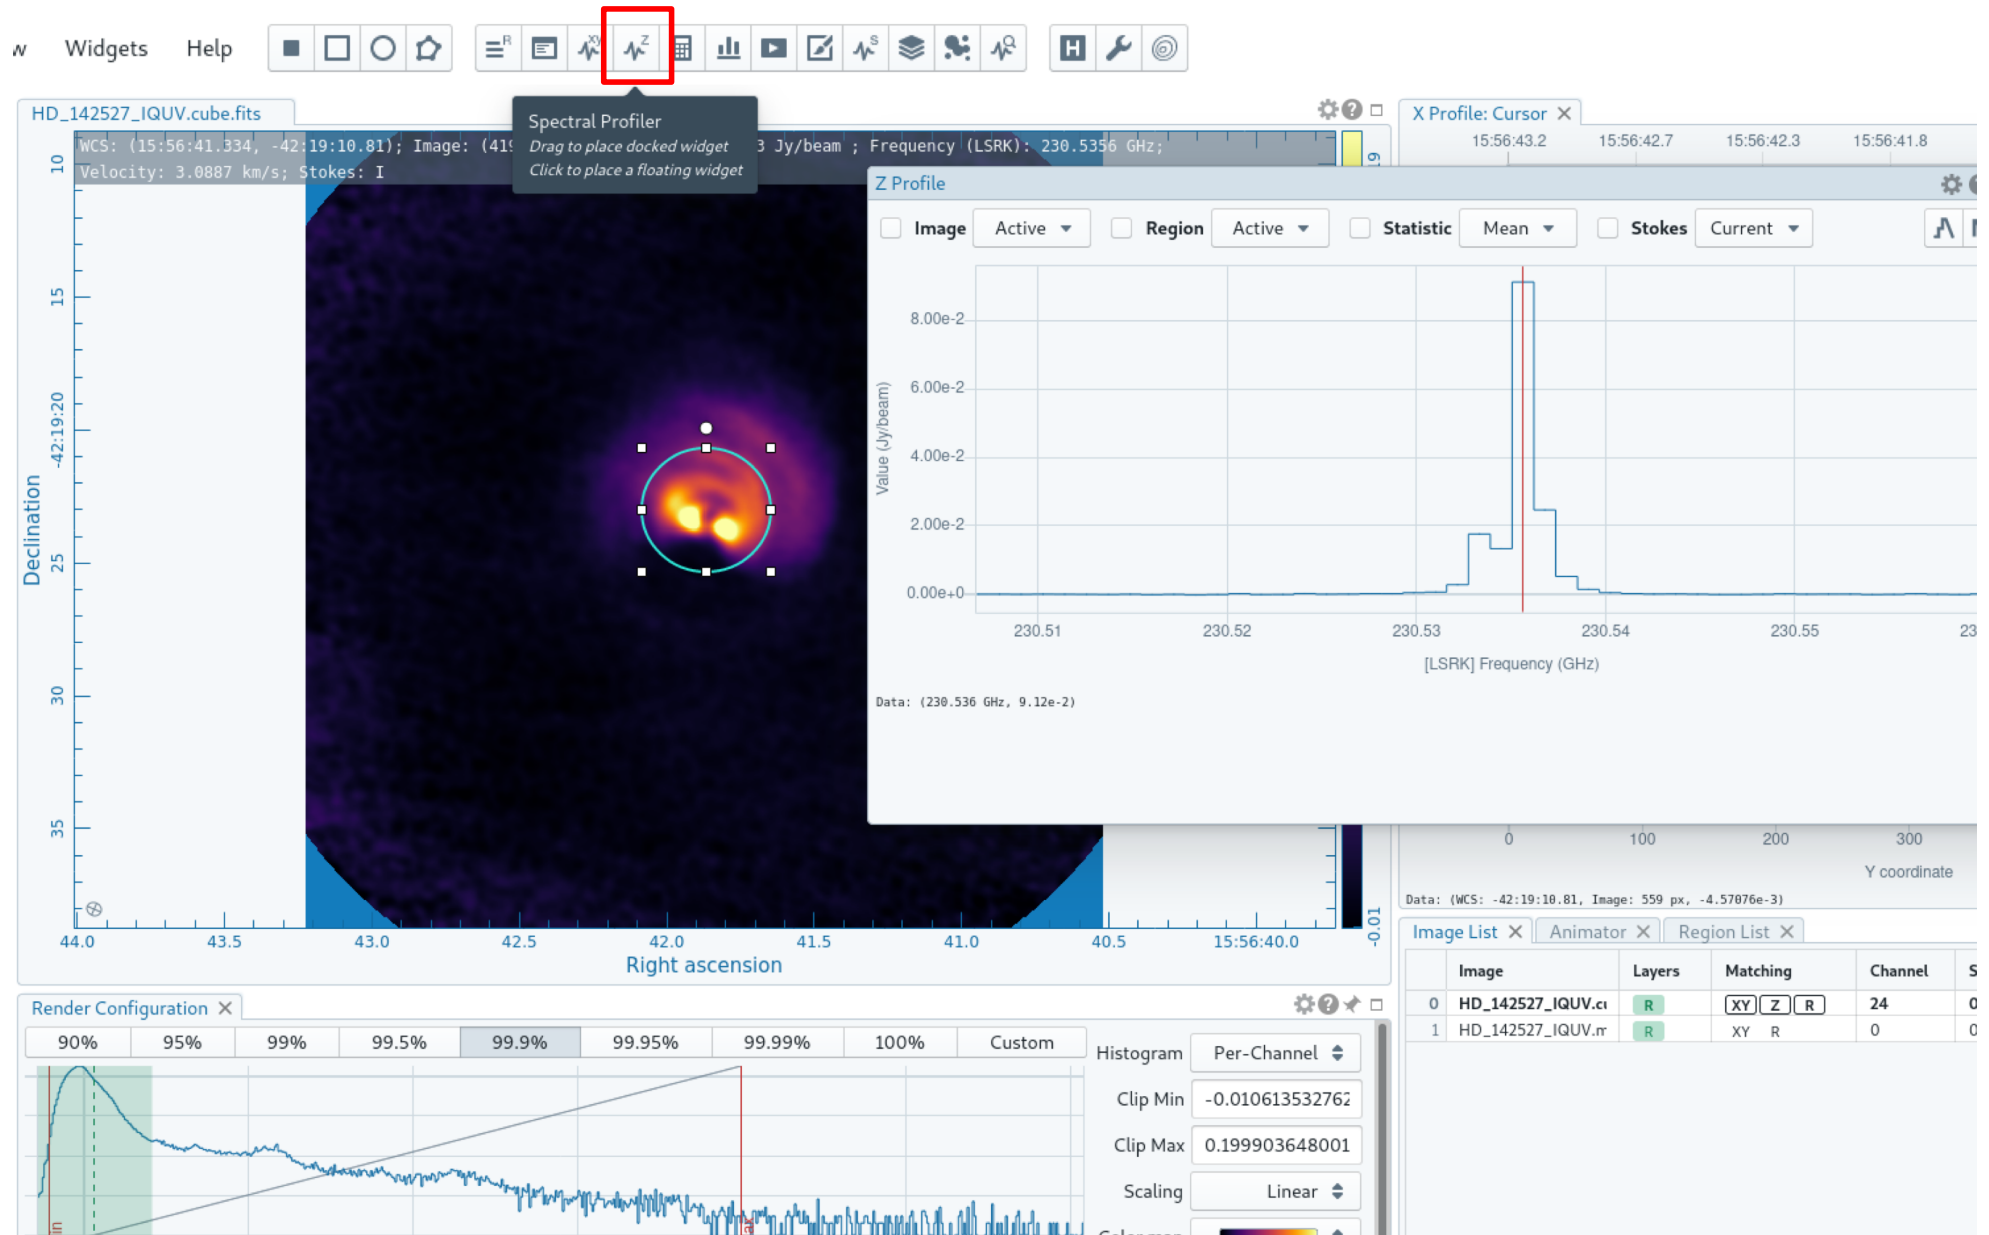 w Widgets Help
R XY Z S
Spectral Profiler
Drag to place docked widget
Click to place a floating widget
HD_142527_IQUV.cube.fits
WCS: (15:56:41.334, -42:19:10.81); Image: (419 3 Jy/beam ; Frequency (LSRK): 230.5356 GHz;
Velocity: 3.0887 km/s; Stokes: I
10
15
-42:19:20
25
30
35
Declination
44.0 43.5 43.0 42.5 42.0 41.5 41.0 40.5 15:56:40.0
Right ascension
-0.01
X Profile: Cursor
15:56:43.2 15:56:42.7 15:56:42.3 15:56:41.8
Z Profile
Image Active Region Active Statistic Mean Stokes Current
8.00e-2
6.00e-2
4.00e-2
2.00e-2
0.00e+0
Value (Jy/beam)
230.51 230.52 230.53 230.54 230.55 23
[LSRK] Frequency (GHz)
Data: (230.536 GHz, 9.12e-2)
0 100 200 300
Y coordinate
Data: (WCS: -42:19:10.81, Image: 559 px, -4.57076e-3)
Image List Animator Region List
Image Layers Matching Channel S
0 HD_142527_IQUV.cu R XY Z R 24 0
1 HD_142527_IQUV.m R XY R 0 0
Render Configuration
90% 95% 99% 99.5% 99.9% 99.95% 99.99% 100% Custom
Histogram Per-Channel
Clip Min -0.010613532762
Clip Max 0.199903648001
Scaling Linear